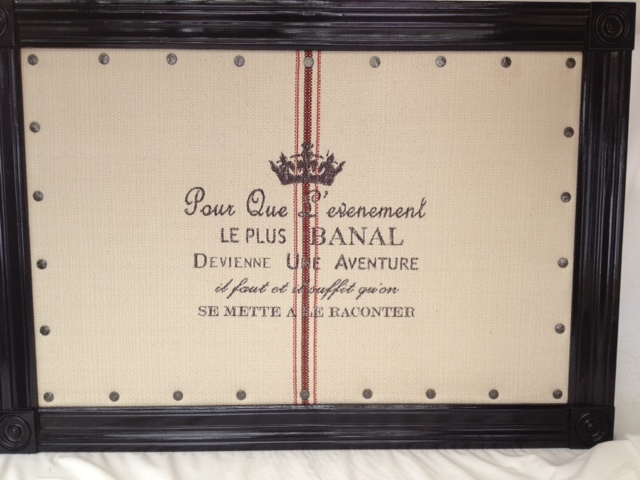 Pour Que L'evenement
LE PLUS BANAL
DEVIENNE UNE AVENTURE
il faut et il suffit qu'on
SE METTE A LE RACONTER